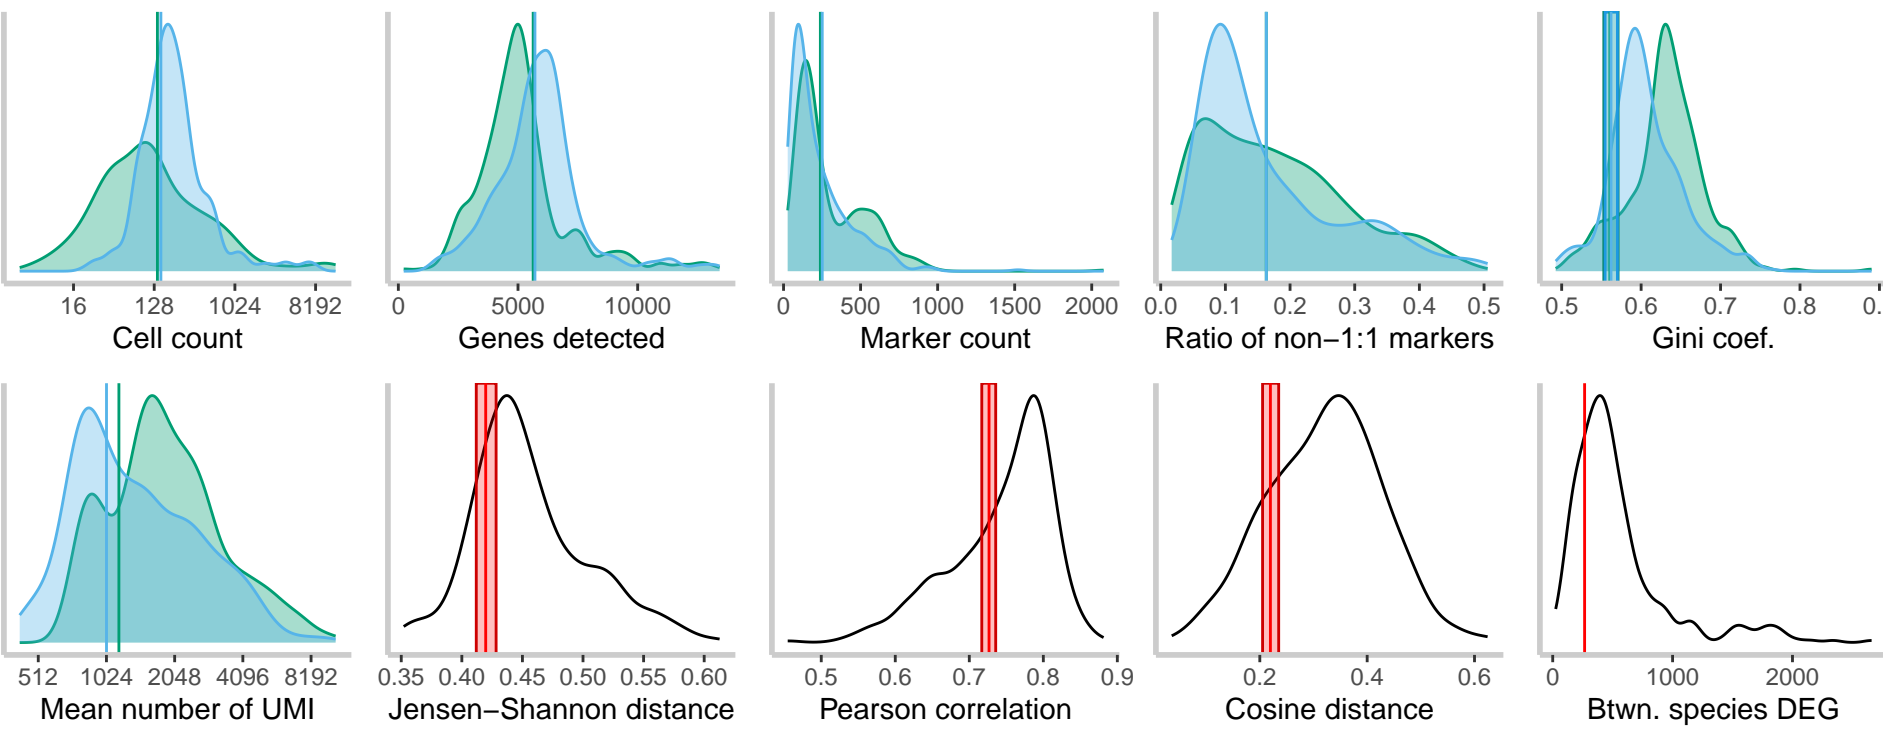 16 128 1024 8192
Cell count
0 5000 10000
Genes detected
0 500 1000 1500 2000
Marker count
0.0 0.1 0.2 0.3 0.4 0.5
Ratio of non−1:1 markers
0.5 0.6 0.7 0.8 0.
Gini coef.
512 1024 2048 4096 8192
Mean number of UMI
0.35 0.40 0.45 0.50 0.55 0.60
Jensen−Shannon distance
0.5 0.6 0.7 0.8 0.9
Pearson correlation
0.2 0.4 0.6
Cosine distance
0 1000 2000
Btwn. species DEG